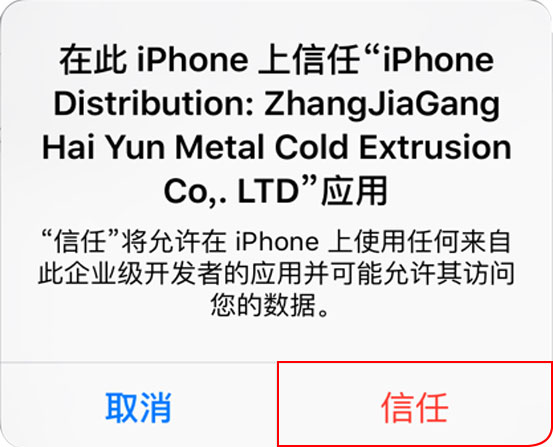 在此 iPhone 上信任“iPhone
Distribution: ZhangJiaGang
Hai Yun Metal Cold Extrusion
Co,. LTD”应用
“信任”将允许在 iPhone 上使用任何来自
此企业级开发者的应用并可能允许其访问
您的数据。
取消
信任